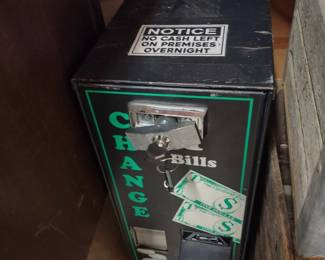 NOTICE
NO CASH LEFT
ON PREMISES
OVERNIGHT
CHANGE
Bills
$
$